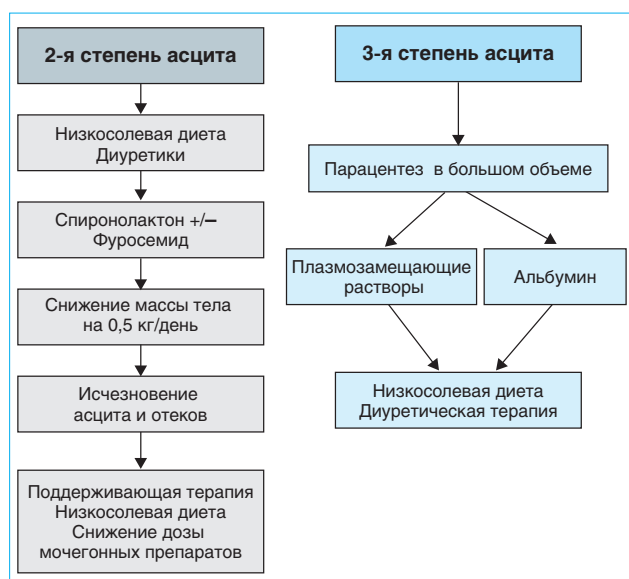 2-я степень асцита
Низкосолевая диета
Диуретики
Спиронолактон +/–
Фуросемид
Снижение массы тела
на 0,5 кг/день
Исчезновение
асцита и отеков
Поддерживающая терапия
Низкосолевая диета
Снижение дозы
мочегонных препаратов
3-я степень асцита
Парацентез в большом объеме
Плазмозамещающие
растворы
Альбумин
Низкосолевая диета
Диуретическая терапия